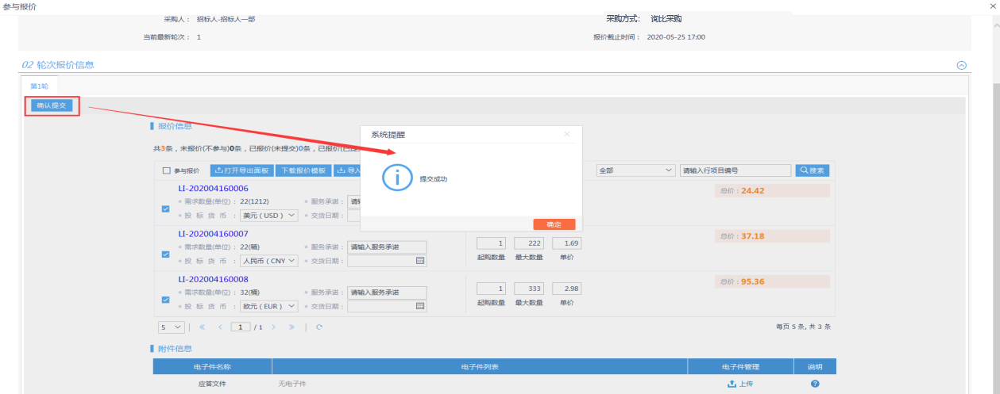 参与报价
采购人： 招标人-招标人一部
采购方式： 询比采购
当前最新轮次： 1
报价截止时间： 2020-05-25 17:00
02 轮次报价信息
第1轮
确认提交
报价信息
共3条，未报价(不参与)0条，已报价(未提交)0条，已报价(已提
系统提醒
提交成功
确定
参与报价 打开导出面板 下载报价模板 导入
全部 请输入行项目编号 搜索
LI-202004160006
需求数量(单位)： 22(1212) 服务承诺： 请输
投标货币： 美元（USD） 交货日期：
总价：24.42
LI-202004160007
需求数量(单位)： 22(箱) 服务承诺： 请输入服务承诺
投标货币： 人民币（CNY 交货日期：
1 222 1.69
起购数量 最大数量 单价
总价：37.18
LI-202004160008
需求数量(单位)： 32(桶) 服务承诺： 请输入服务承诺
投标货币： 欧元（EUR） 交货日期：
1 333 2.98
起购数量 最大数量 单价
总价：95.36
5 1 / 1
每页 5 条, 共 3 条
附件信息
电子件名称 电子件列表 电子件管理 说明
应答文件 无电子件 上传